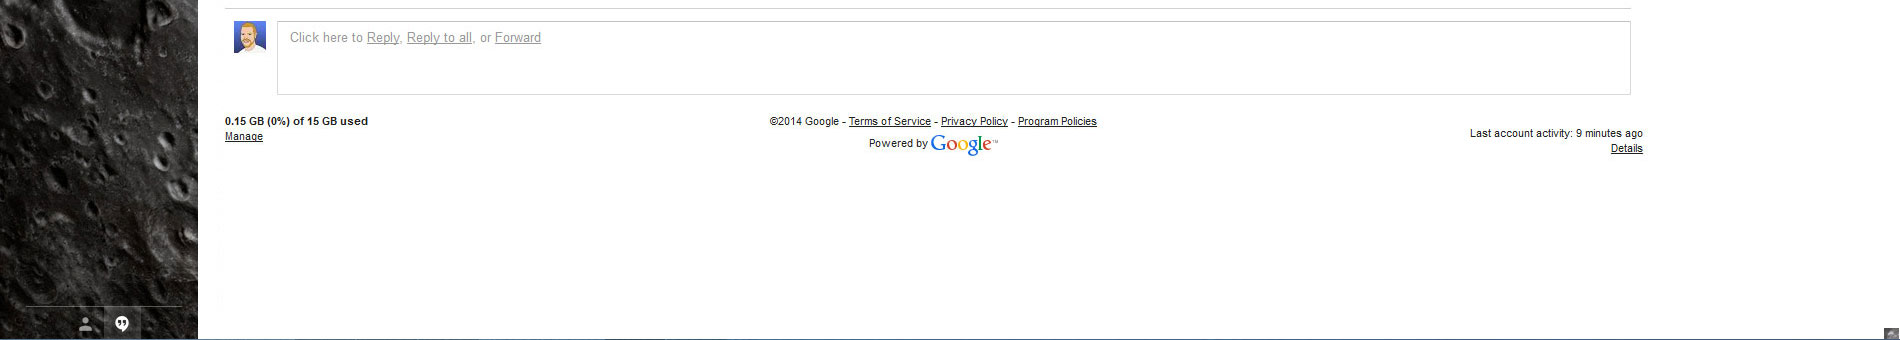 Click here to Reply, Reply to all, or Forward
0.15 GB (0%) of 15 GB used
Manage
©2014 Google - Terms of Service - Privacy Policy - Program Policies
Powered by Google™
Last account activity: 9 minutes ago
Details